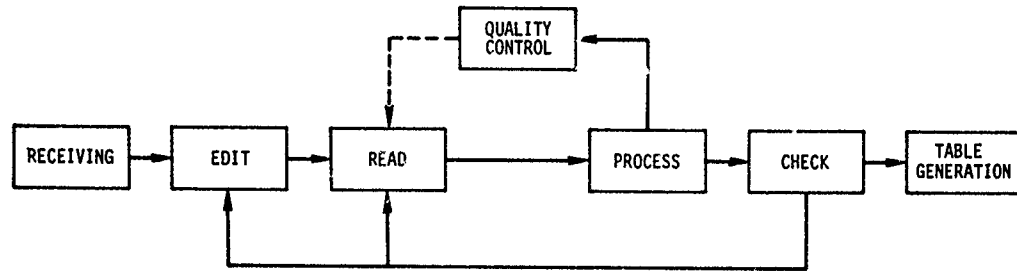 QUALITY
CONTROL
RECEIVING
EDIT
READ
PROCESS
CHECK
TABLE
GENERATION